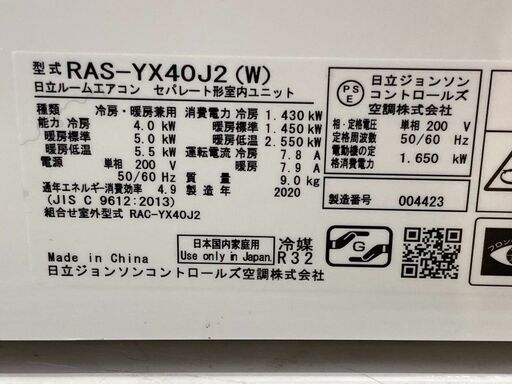 型式 RAS-YX40J2(W)
日立ルームエアコン セパレート形室内ユニット
種類 冷房・暖房兼用 消費電力 冷房 1.430 kW
能力 冷房 4.0 kW 暖房標準 1.450 kW
暖房標準 5.0 kW 暖房低温 2.550 kW
暖房低温 5.5 kW 運転電流 冷房 7.8 A
電源 単相 200 V 暖房 7.9 A
50/60 Hz 質量 9.0 kg
通年エネルギー消費効率 4.9 製造年 2020
(JIS C 9612:2013)
組合せ室外型式 RAC-YX40J2
Made in China
日本国内家庭用
Use only in Japan.
冷媒
R32
G
日立ジョンソンコントロールズ空調株式会社
PS
E
日立ジョンソン
コントロールズ
空調株式会社
相・定格電圧 単相 200 V
定格周波数 50/60 Hz
電動機の定格消費電力 1.650 kW
製造番号 004423